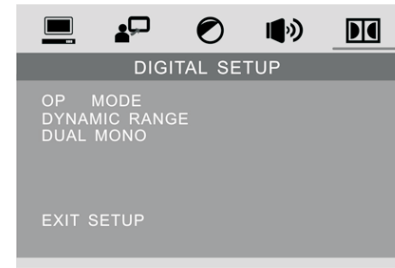 DIGITAL SETUP
OP MODE
DYNAMIC RANGE
DUAL MONO
EXIT SETUP